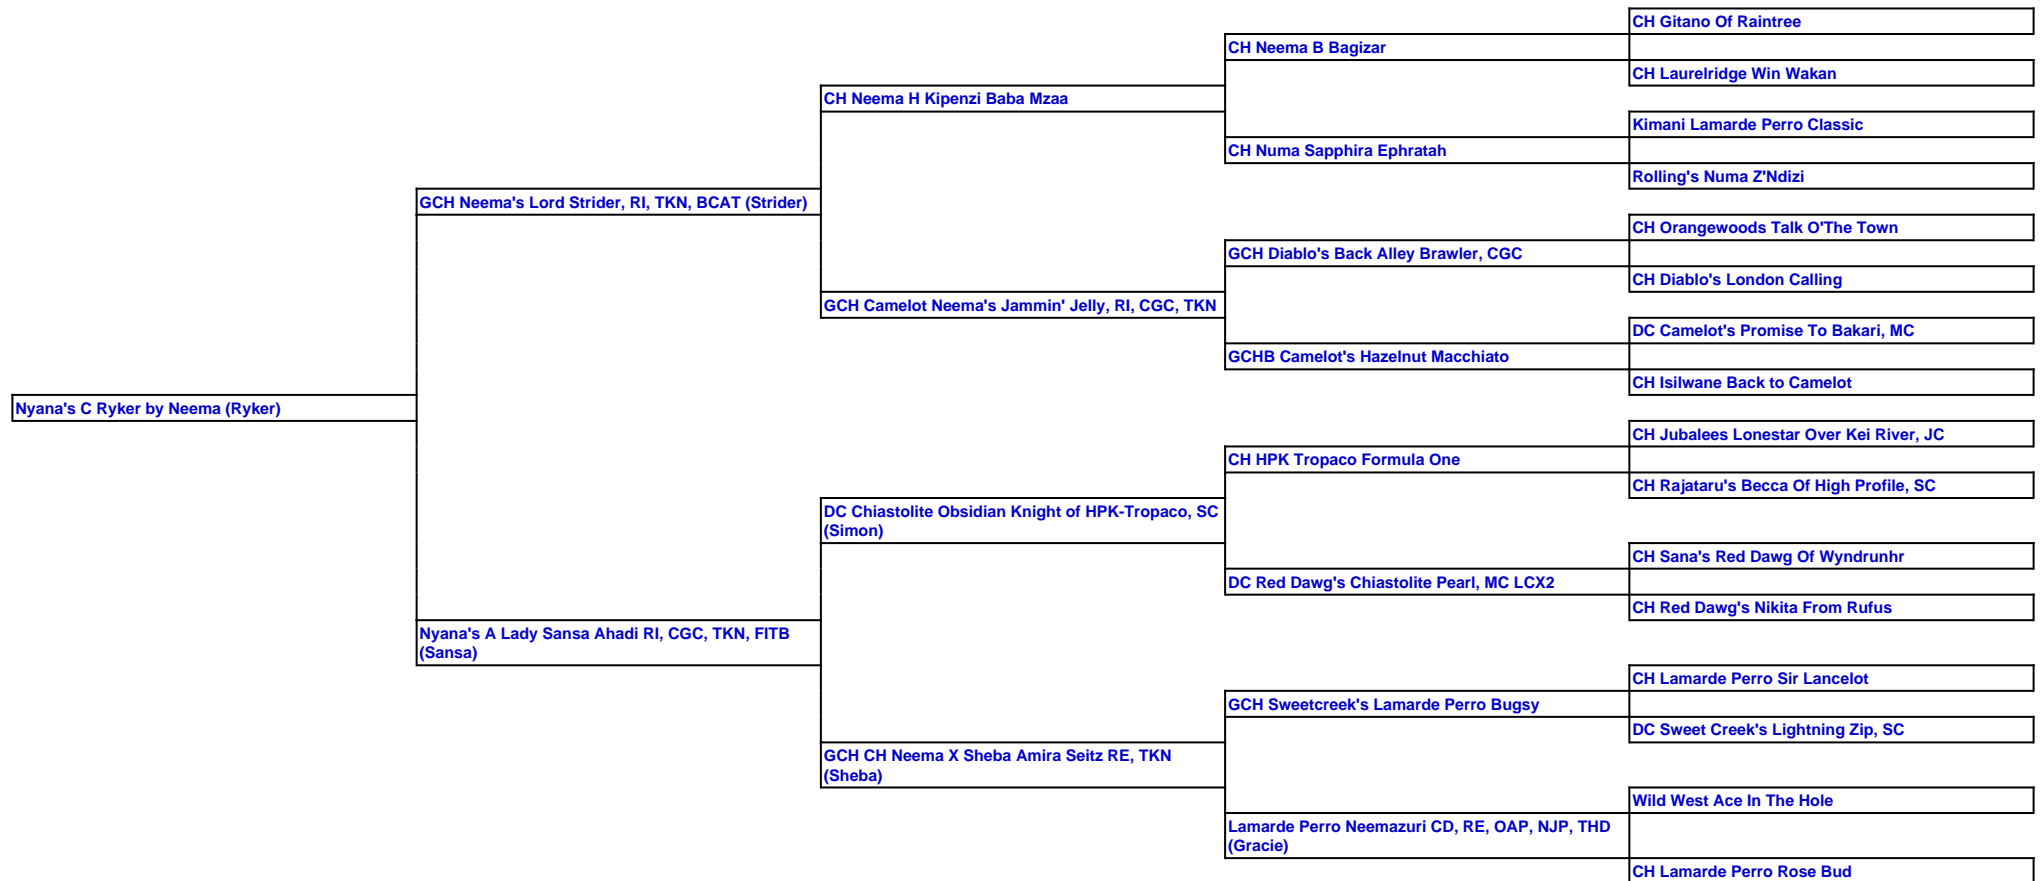 CH Gitano Of Raintree
CH Neema B Bagizar
CH Laurelridge Win Wakan
CH Neema H Kipenzi Baba Mzaa
Kimani Lamarde Perro Classic
CH Numa Sapphira Ephratah
Rolling's Numa Z'Ndizi
GCH Neema's Lord Strider, RI, TKN, BCAT (Strider)
CH Orangewoods Talk O'The Town
GCH Diablo's Back Alley Brawler, CGC
CH Diablo's London Calling
GCH Camelot Neema's Jammin' Jelly, RI, CGC, TKN
DC Camelot's Promise To Bakari, MC
GCHB Camelot's Hazelnut Macchiato
CH Isilwane Back to Camelot
Nyana's C Ryker by Neema (Ryker)
CH Jubalees Lonestar Over Kei River, JC
CH HPK Tropaco Formula One
CH Rajataru's Becca Of High Profile, SC
DC Chiastolite Obsidian Knight of HPK-Tropaco, SC
(Simon)
CH Sana's Red Dawg Of Wyndrunhr
DC Red Dawg's Chiastolite Pearl, MC LCX2
CH Red Dawg's Nikita From Rufus
Nyana's A Lady Sansa Ahadi RI, CGC, TKN, FITB
(Sansa)
CH Lamarde Perro Sir Lancelot
GCH Sweetcreek's Lamarde Perro Bugsy
DC Sweet Creek's Lightning Zip, SC
GCH CH Neema X Sheba Amira Seitz RE, TKN
(Sheba)
Wild West Ace In The Hole
Lamarde Perro Neemazuri CD, RE, OAP, NJP, THD
(Gracie)
CH Lamarde Perro Rose Bud